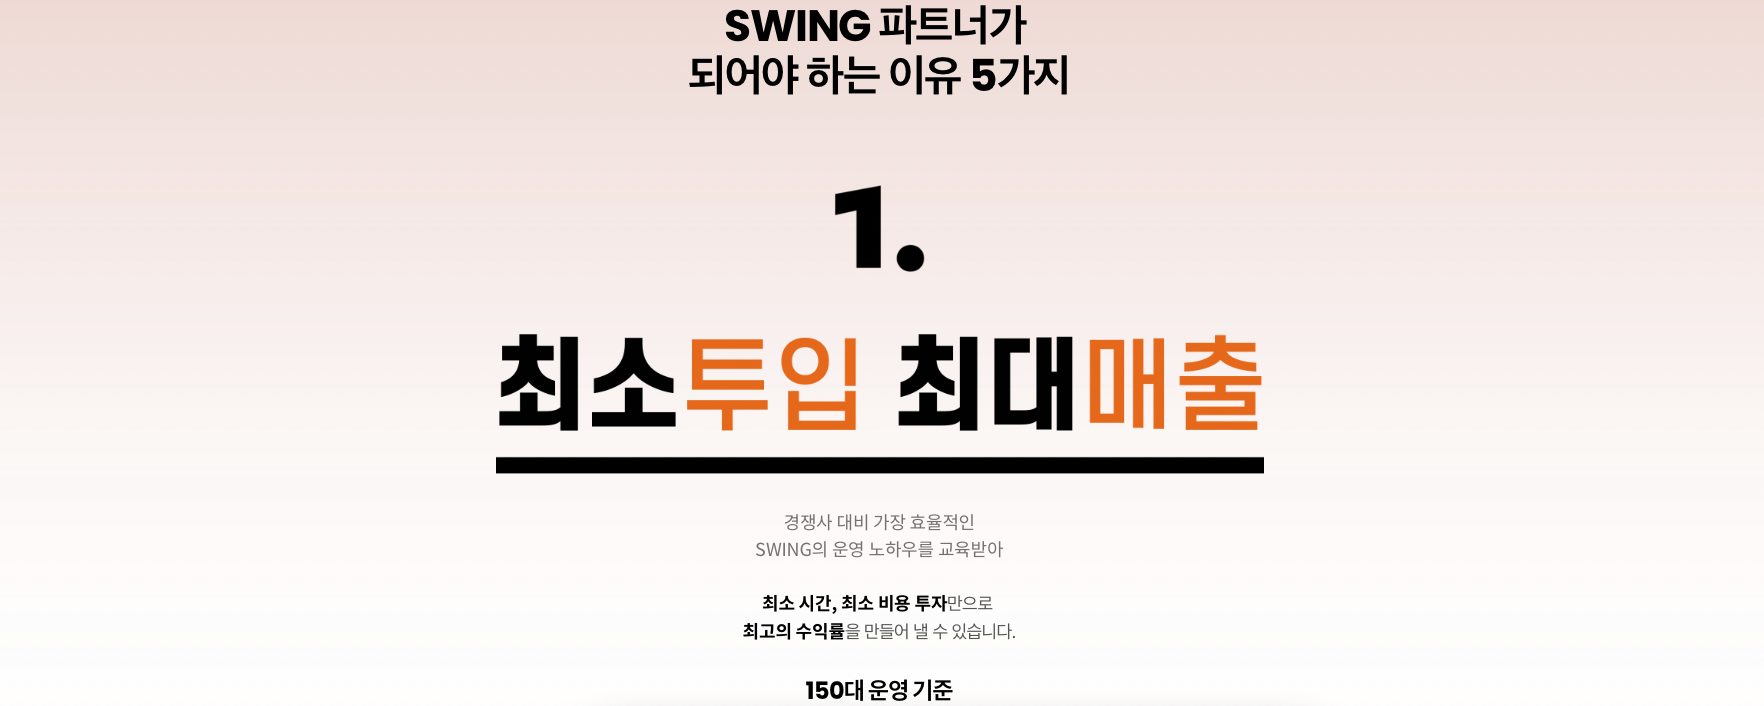 SWING 파트너가
되어야 하는 이유 5가지
1.
최소투입 최대매출
경쟁사 대비 가장 효율적인
SWING의 운영 노하우를 교육받아
최소 시간, 최소 비용 투자만으로
최고의 수익률을 만들어 낼 수 있습니다.
150대 운영 기준